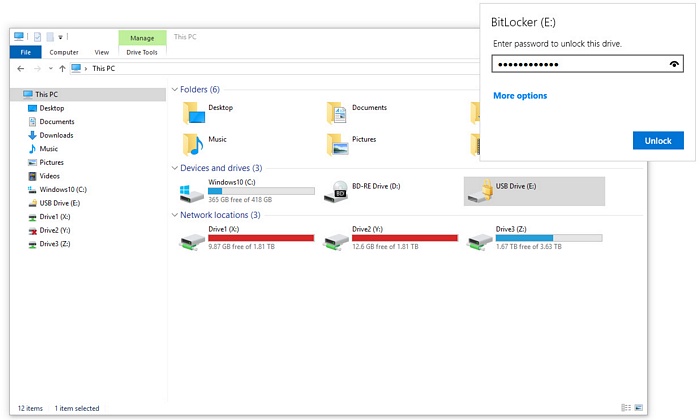 Manage
This PC
File
Computer
View
Drive Tools
This PC
This PC
Desktop
Documents
Downloads
Music
Pictures
Videos
Windows10 (C:)
USB Drive (E:)
Drive1 (X:)
Drive2 (Y:)
Drive3 (Z:)
Folders (6)
Desktop
Documents
Music
Pictures
Devices and drives (3)
Windows10 (C:)
365 GB free of 418 GB
BD-RE Drive (D:)
BD
USB Drive (E:)
Network locations (3)
Drive1 (X:)
9.87 GB free of 1.81 TB
Drive2 (Y:)
12.6 GB free of 1.81 TB
Drive3 (Z:)
1.67 TB free of 3.63 TB
12 items
1 item selected
BitLocker (E:)
Enter password to unlock this drive.
●●●●●●●●●●●●
More options
Unlock